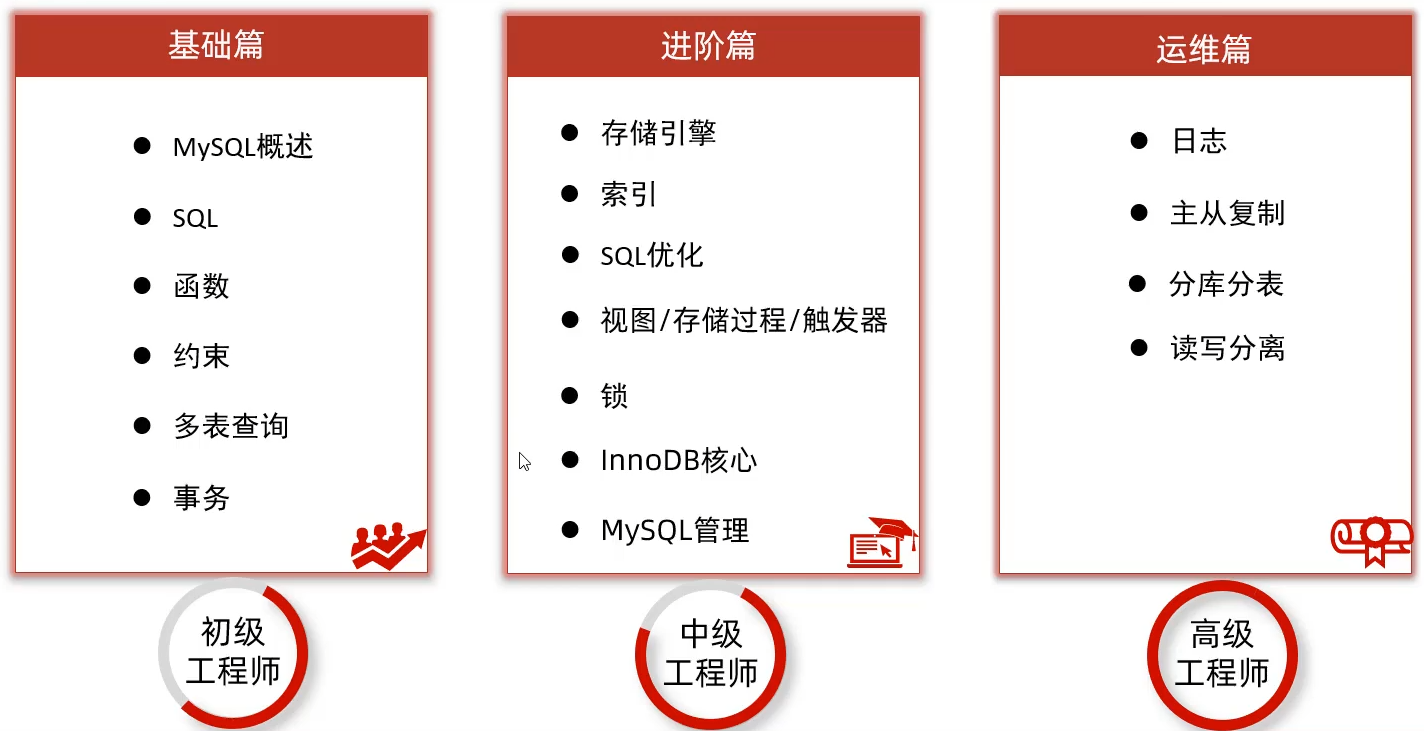 基础篇
MySQL概述
SQL
函数
约束
多表查询
事务
初级
工程师
进阶篇
存储引擎
索引
SQL优化
视图/存储过程/触发器
锁
InnoDB核心
MySQL管理
中级
工程师
运维篇
日志
主从复制
分库分表
读写分离
高级
工程师